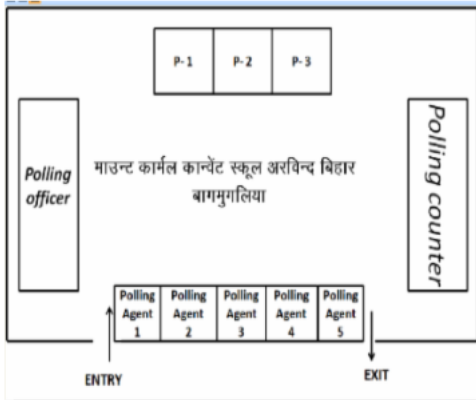 P-1 P-2 P-3
Polling officer
माउन्ट कार्मल कान्वेंट स्कूल अरविन्द बिहार
बागमुगलिया
Polling counter
Polling Agent 1
Polling Agent 2
Polling Agent 3
Polling Agent 4
Polling Agent 5
ENTRY
EXIT